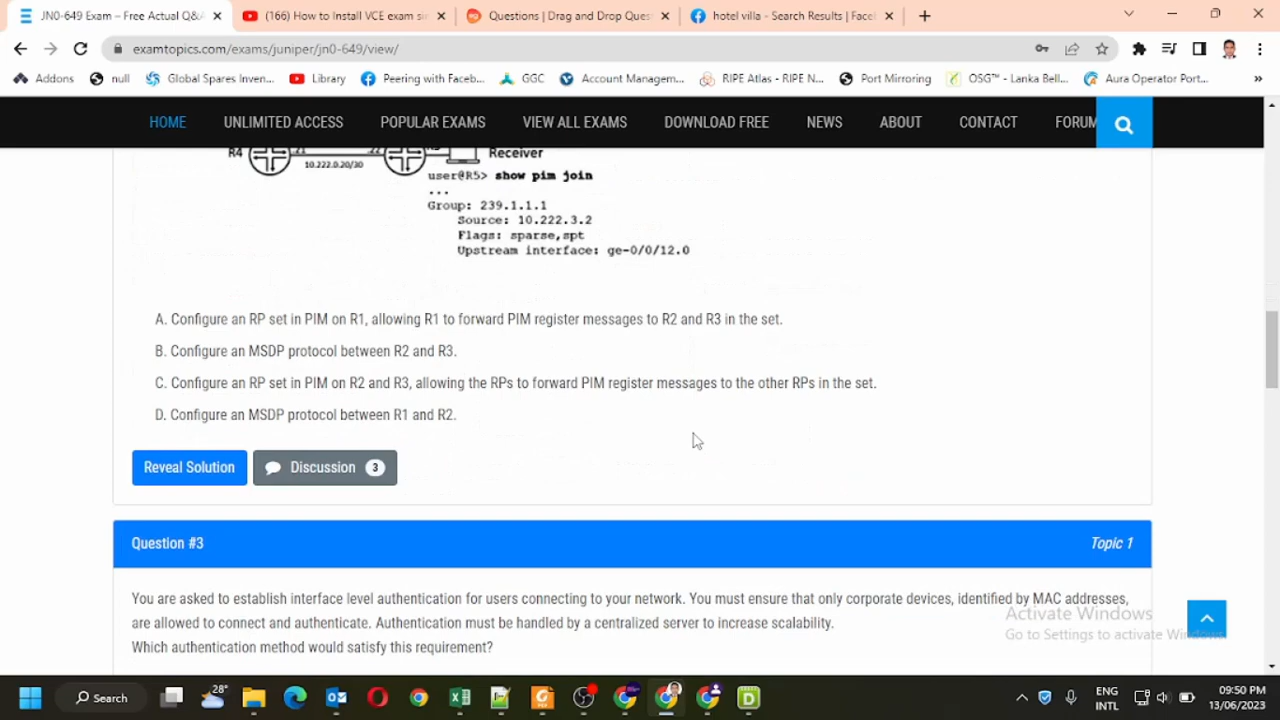 JN0-649 Exam – Free Actual Q&A
(166) How to Install VCE exam si
Questions | Drag and Drop Ques
hotel villa - Search Results | Face
examtopics.com/exams/juniper/jn0-649/view/
Addons
null
Global Spares Inven...
Library
Peering with Faceb...
GGC
Account Managem...
RIPE Atlas - RIPE N...
Port Mirroring
OSG™ - Lanka Bell...
Aura Operator Port...
»
HOME
UNLIMITED ACCESS
POPULAR EXAMS
VIEW ALL EXAMS
DOWNLOAD FREE
NEWS
ABOUT
CONTACT
FORUM
R4
10.222.0.20/30
Receiver
user@R5> show pim join
...
Group: 239.1.1.1
Source: 10.222.3.2
Flags: sparse,spt
Upstream interface: ge-0/0/12.0
A. Configure an RP set in PIM on R1, allowing R1 to forward PIM register messages to R2 and R3 in the set.
B. Configure an MSDP protocol between R2 and R3.
C. Configure an RP set in PIM on R2 and R3, allowing the RPs to forward PIM register messages to the other RPs in the set.
D. Configure an MSDP protocol between R1 and R2.
Reveal Solution
Discussion 3
Question #3
Topic 1
You are asked to establish interface level authentication for users connecting to your network. You must ensure that only corporate devices, identified by MAC addresses,
are allowed to connect and authenticate. Authentication must be handled by a centralized server to increase scalability.
Which authentication method would satisfy this requirement?
Activate Windows
Go to Settings to activate Windows.
Search
28°
ENG
INTL
09:50 PM
13/06/2023